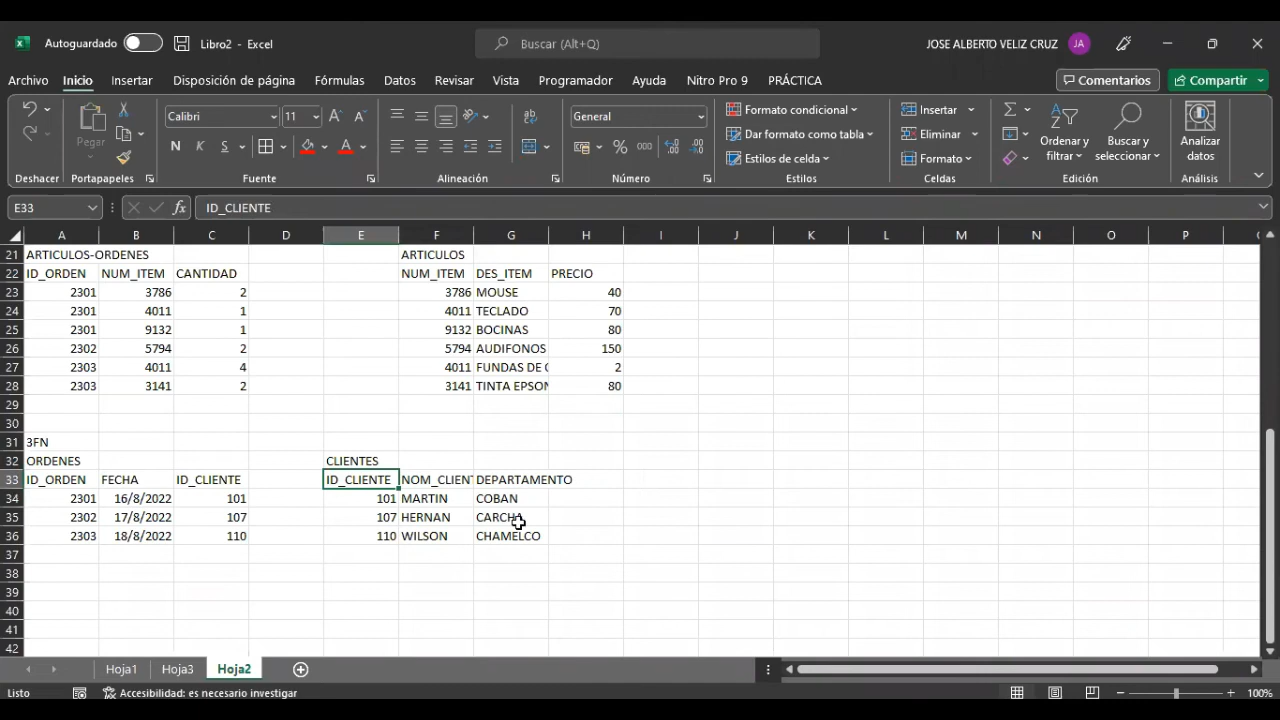 Autoguardado Libro2 - Excel Buscar (Alt+Q) JOSE ALBERTO VELIZ CRUZ JA
Archivo Inicio Insertar Disposición de página Fórmulas Datos Revisar Vista Programador Ayuda Nitro Pro 9 PRÁCTICA Comentarios Compartir
Pegar Calibri 11 N K S General Formato condicional Dar formato como tabla Estilos de celda Insertar Eliminar Formato Ordenar y filtrar Buscar y seleccionar Analizar datos
Deshacer Portapapeles Fuente Alineación Número Estilos Celdas Edición Análisis
E33 fx ID_CLIENTE
A B C D E F G H I J K L M N O P Q
21 ARTICULOS-ORDENES ARTICULOS
22 ID_ORDEN NUM_ITEM CANTIDAD NUM_ITEM DES_ITEM PRECIO
23 2301 3786 2 3786 MOUSE 40
24 2301 4011 1 4011 TECLADO 70
25 2301 9132 1 9132 BOCINAS 80
26 2302 5794 2 5794 AUDIFONOS 150
27 2303 4011 4 4011 FUNDAS DE 2
28 2303 3141 2 3141 TINTA EPSON 80
29
30
31 3FN
32 ORDENES CLIENTES
33 ID_ORDEN FECHA ID_CLIENTE ID_CLIENTE NOM_CLIENT DEPARTAMENTO
34 2301 16/8/2022 101 101 MARTIN COBAN
35 2302 17/8/2022 107 107 HERNAN CARCHA
36 2303 18/8/2022 110 110 WILSON CHAMELCO
37
38
39
40
41
42
Hoja1 Hoja3 Hoja2
Listo Accesibilidad: es necesario investigar 100%